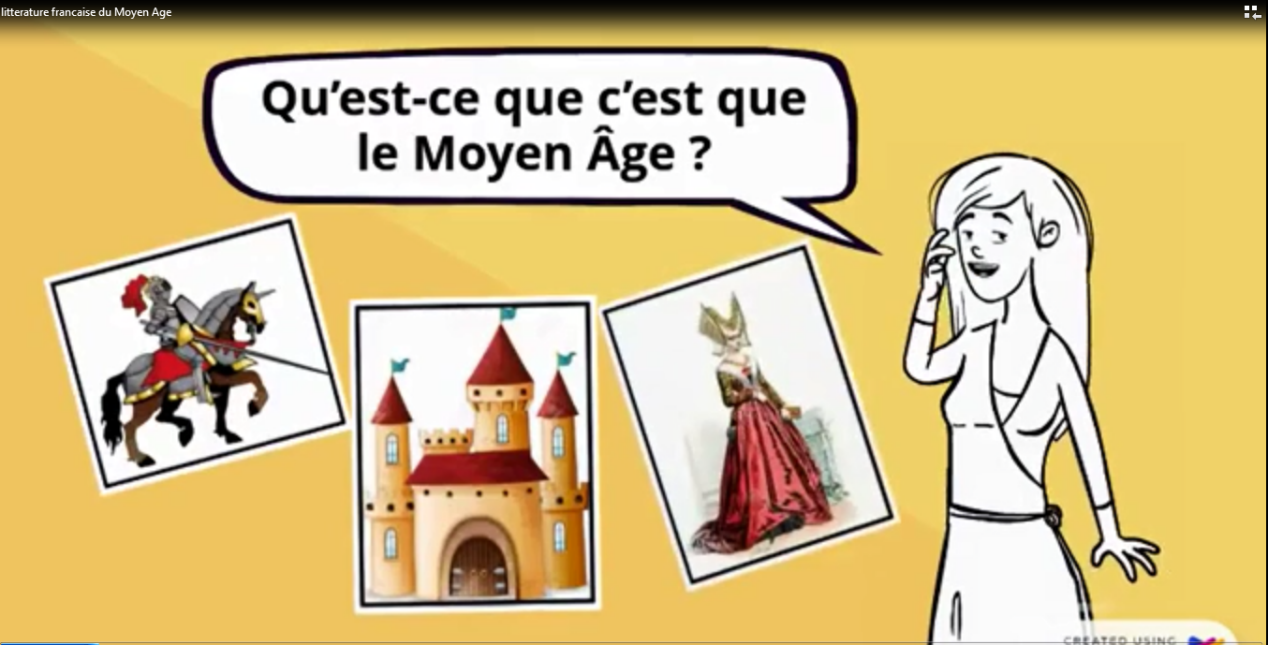 litterature francaise du Moyen Age
Qu’est-ce que c’est que
le Moyen Âge ?
CREATED USING